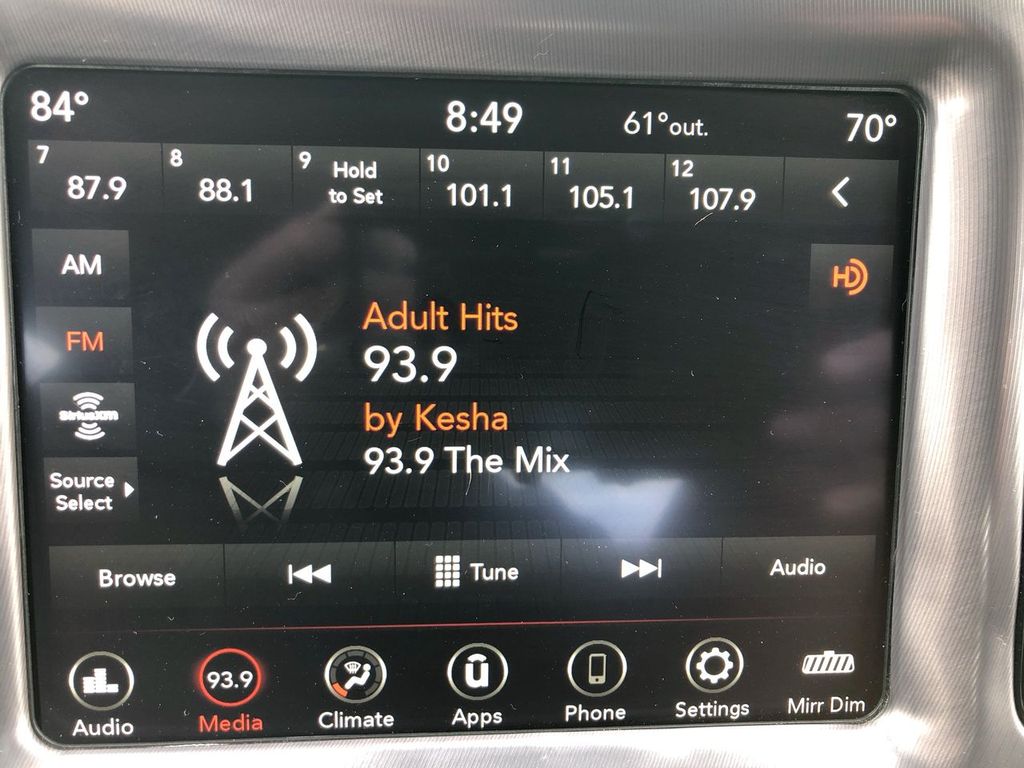 84° 8:49 61°out. 70°
7 87.9 8 88.1 9 Hold to Set 10 101.1 11 105.1 12 107.9
AM
HD
Adult Hits
FM
93.9
by Kesha
SiriusXM
93.9 The Mix
Source
Select
Browse Tune Audio
93.9
Audio Media Climate Apps Phone Settings Mirr Dim